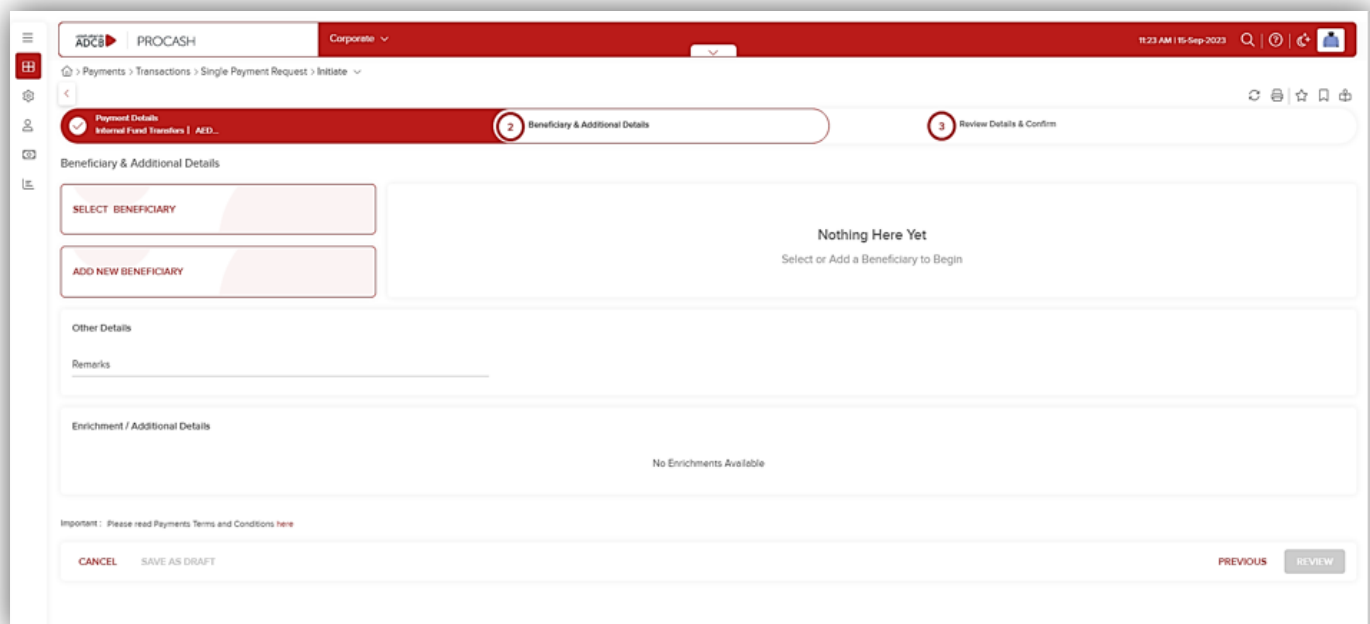 ADCB PROCASH
Corporate
11:23 AM | 15-Sep-2023
> Payments > Transactions > Single Payment Request > Initiate
Payment Details
Internal Fund Transfers | AED...
2 Beneficiary & Additional Details
3 Review Details & Confirm
Beneficiary & Additional Details
SELECT BENEFICIARY
Nothing Here Yet
Select or Add a Beneficiary to Begin
ADD NEW BENEFICIARY
Other Details
Remarks
Enrichment / Additional Details
No Enrichments Available
Important : Please read Payments Terms and Conditions here
CANCEL SAVE AS DRAFT PREVIOUS REVIEW